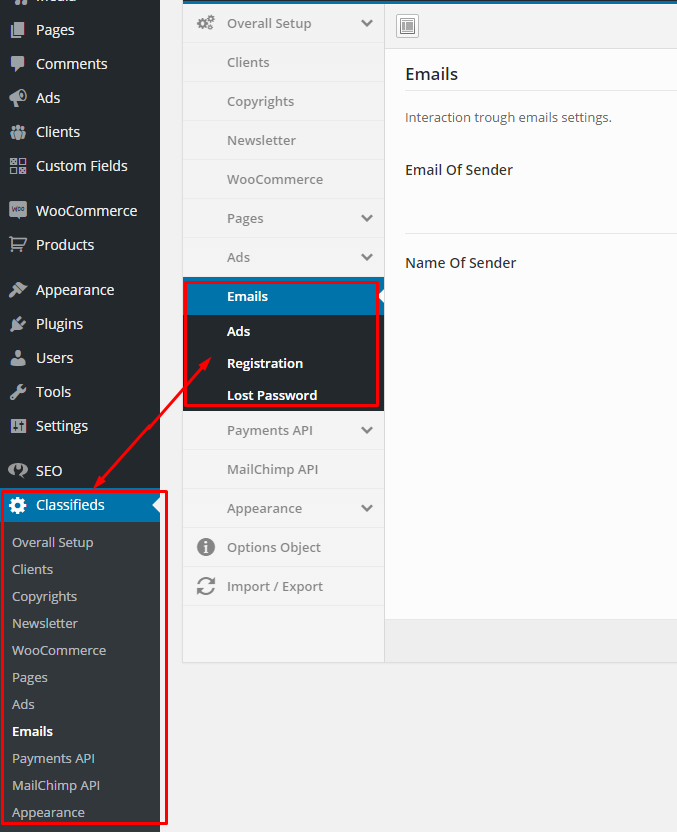 Media
Pages
Comments
Ads
Clients
Custom Fields
WooCommerce
Products
Appearance
Plugins
Users
Tools
Settings
SEO
Classifieds
Overall Setup
Clients
Copyrights
Newsletter
WooCommerce
Pages
Ads
Emails
Payments API
MailChimp API
Appearance
Overall Setup
Clients
Copyrights
Newsletter
WooCommerce
Pages
Ads
Emails
Ads
Registration
Lost Password
Payments API
MailChimp API
Appearance
Options Object
Import / Export
Emails
Interaction trough emails settings.
Email Of Sender
Name Of Sender